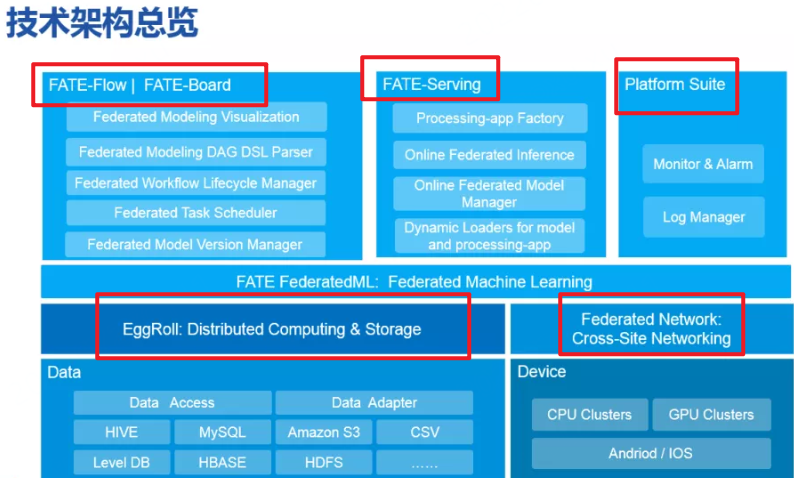 技术架构总览
FATE-Flow | FATE-Board
Federated Modeling Visualization
Federated Modeling DAG DSL Parser
Federated Workflow Lifecycle Manager
Federated Task Scheduler
Federated Model Version Manager
FATE-Serving
Processing-app Factory
Online Federated Inference
Online Federated Model
Manager
Dynamic Loaders for model
and processing-app
Platform Suite
Monitor & Alarm
Log Manager
FATE FederatedML: Federated Machine Learning
EggRoll: Distributed Computing & Storage
Federated Network:
Cross-Site Networking
Data
Data Access
Data Adapter
HIVE
MySQL
Amazon S3
CSV
Level DB
HBASE
HDFS
……
Device
CPU Clusters
GPU Clusters
Andriod / IOS